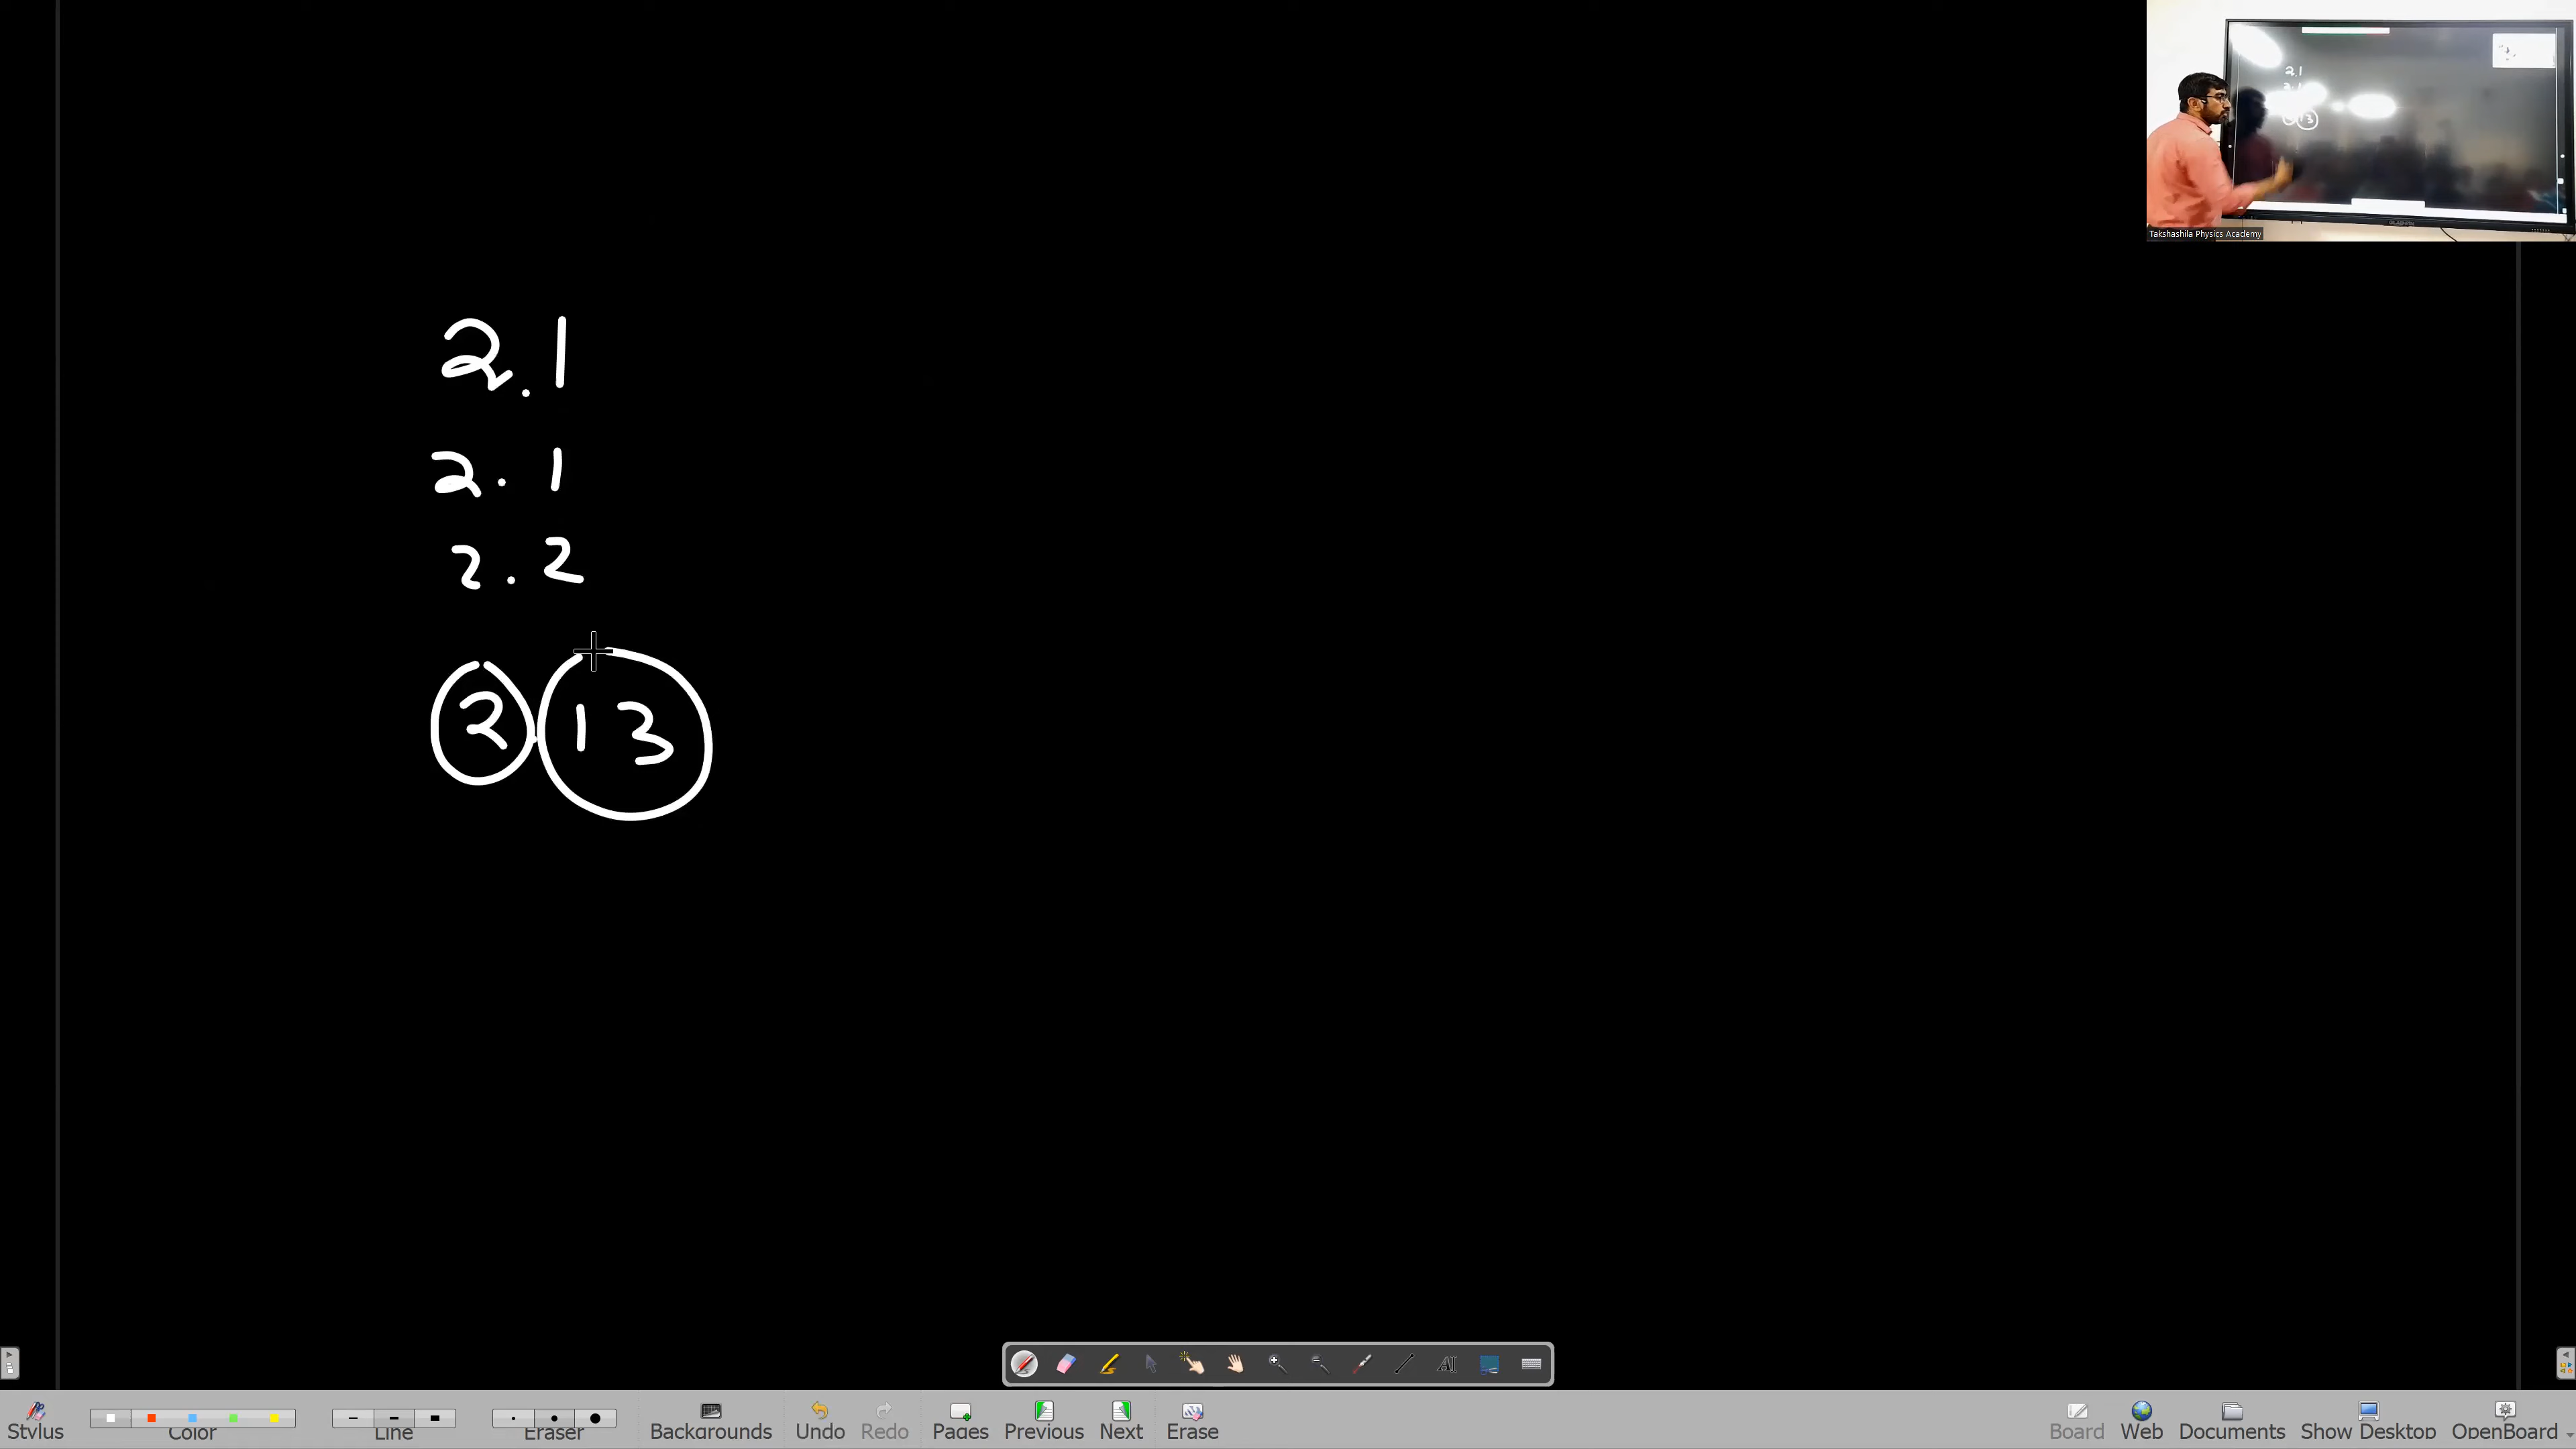 Takshashila Physics Academy
2.1
2.1
2.2
2.13
Stylus Color Line Eraser Backgrounds Undo Redo Pages Previous Next Erase Board Web Documents Show Desktop OpenBoard